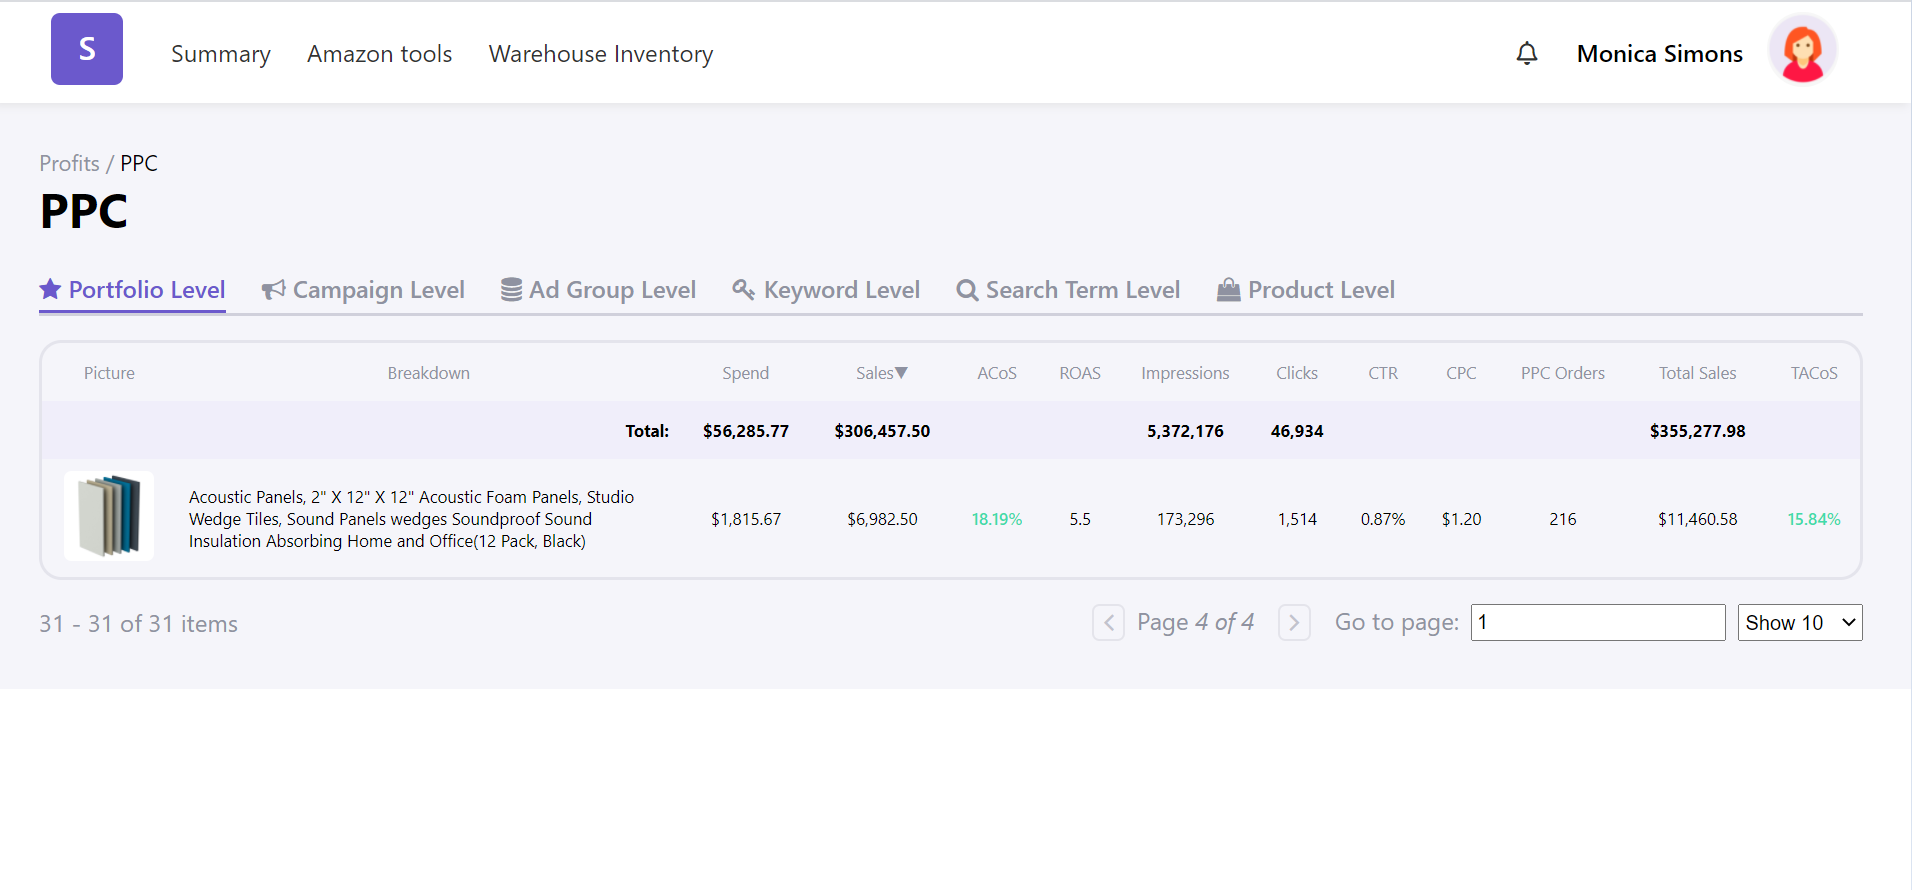 S
Summary
Amazon tools
Warehouse Inventory
Monica Simons
Profits / PPC
PPC
Portfolio Level
Campaign Level
Ad Group Level
Keyword Level
Search Term Level
Product Level
Picture Breakdown Spend Sales▼ ACoS ROAS Impressions Clicks CTR CPC PPC Orders Total Sales TACoS
Total: $56,285.77 $306,457.50 5,372,176 46,934 $355,277.98
Acoustic Panels, 2" X 12" X 12" Acoustic Foam Panels, Studio
Wedge Tiles, Sound Panels wedges Soundproof Sound
Insulation Absorbing Home and Office(12 Pack, Black)
$1,815.67 $6,982.50 18.19% 5.5 173,296 1,514 0.87% $1.20 216 $11,460.58 15.84%
31 - 31 of 31 items
Page 4 of 4
Go to page: 1
Show 10